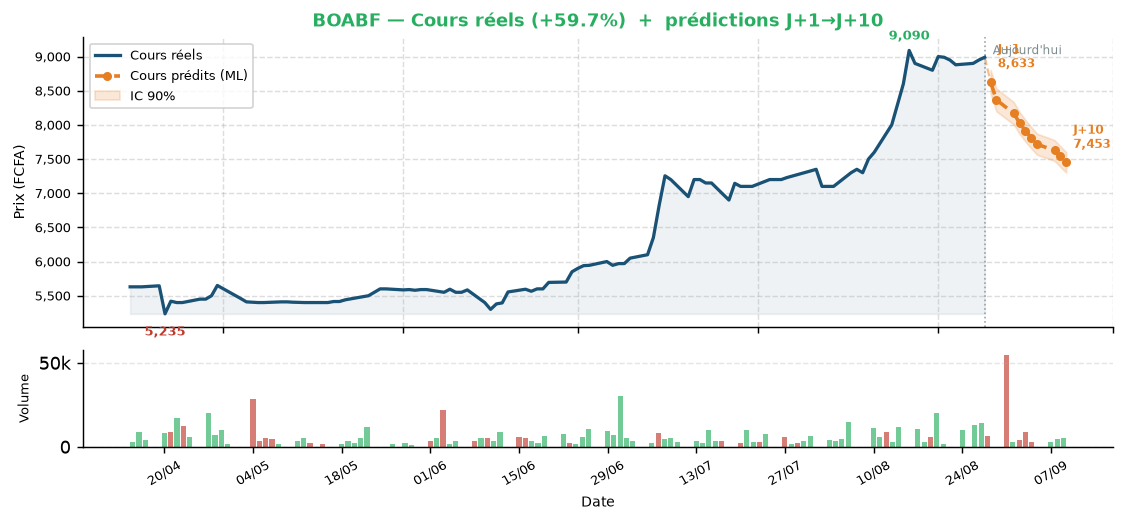 BOABF — Cours réels (+59.7%) + prédictions J+1→J+10
Cours réels
Cours prédits (ML)
IC 90%
9,090
Aujourd'hui
J+1
8,633
J+10
7,453
5,235
Prix (FCFA)
9,000
8,500
8,000
7,500
7,000
6,500
6,000
5,500
Volume
50k
0
20/04
04/05
18/05
01/06
15/06
29/06
13/07
27/07
10/08
24/08
07/09
Date